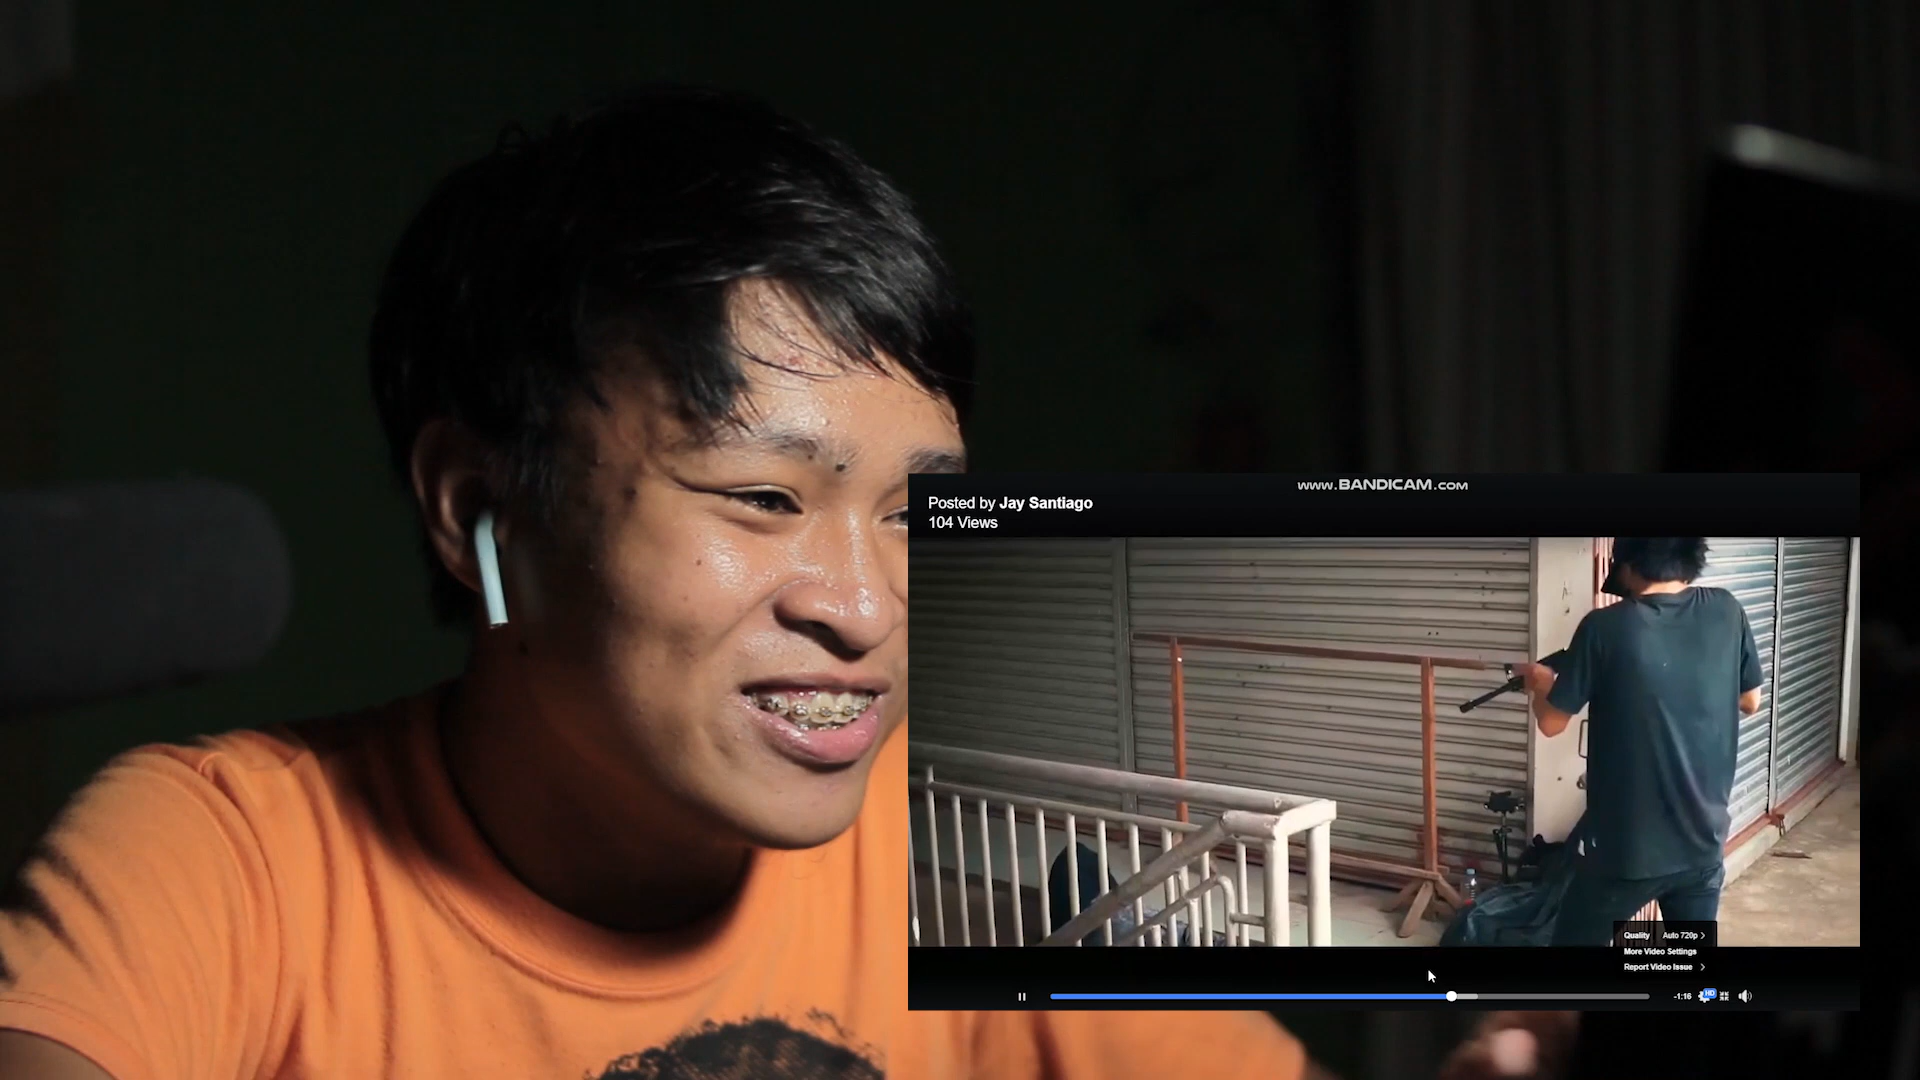 www.BANDICAM.com
Posted by Jay Santiago
104 Views
Quality Auto 720p
More Video Settings
Report Video Issue
-1:16
HD